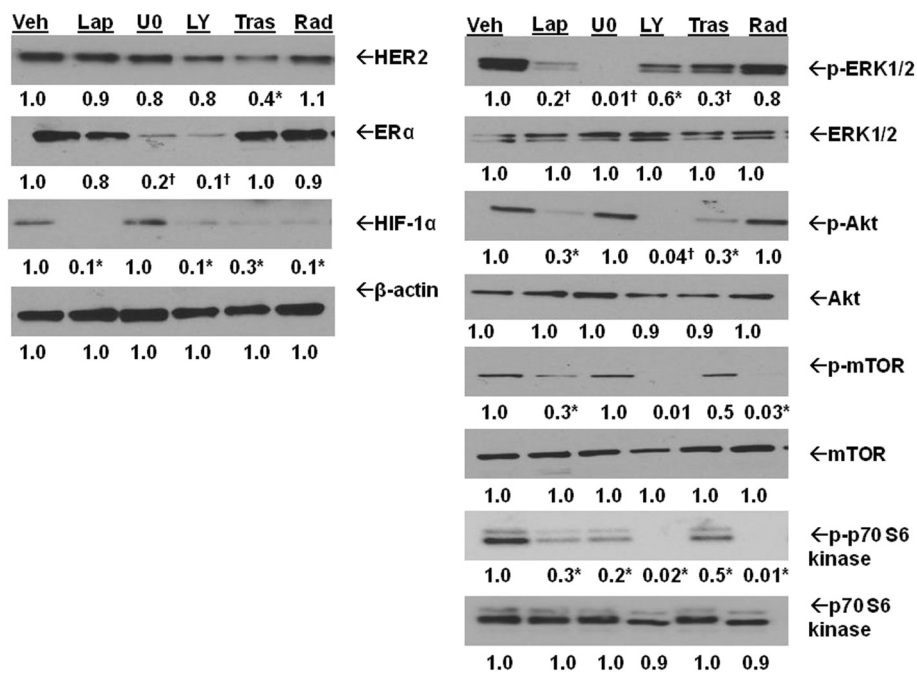 Veh Lap U0 LY Tras Rad
←HER2
1.0 0.9 0.8 0.8 0.4* 1.1
←ERα
1.0 0.8 0.2† 0.1† 1.0 0.9
←HIF-1α
1.0 0.1* 1.0 0.1* 0.3* 0.1*
←β-actin
1.0 1.0 1.0 1.0 1.0 1.0
Veh Lap U0 LY Tras Rad
←p-ERK1/2
1.0 0.2† 0.01† 0.6* 0.3† 0.8
←ERK1/2
1.0 1.0 1.0 1.0 1.0 1.0
←p-Akt
1.0 0.3* 1.0 0.04† 0.3* 1.0
←Akt
1.0 1.0 1.0 0.9 0.9 1.0
←p-mTOR
1.0 0.3* 1.0 0.01 0.5 0.03*
←mTOR
1.0 1.0 1.0 1.0 1.0 1.0
←p-p70 S6
kinase
1.0 0.3* 0.2* 0.02* 0.5* 0.01*
←p70 S6
kinase
1.0 1.0 1.0 0.9 1.0 0.9